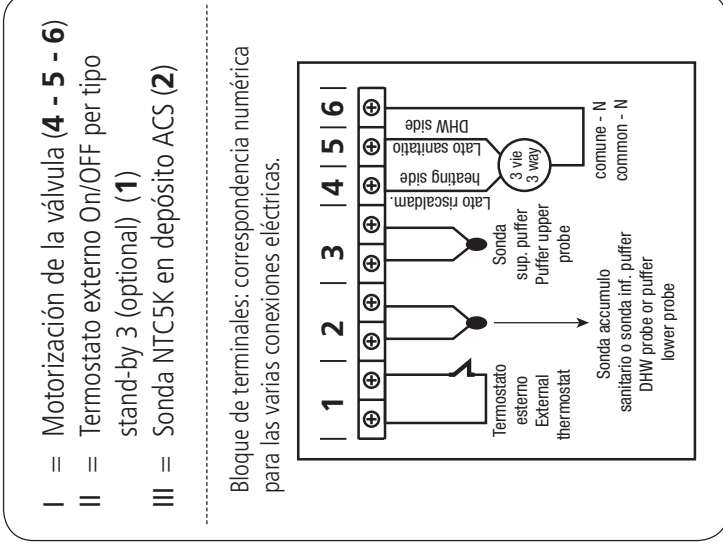 I = Motorización de la válvula (4 - 5 - 6)
II = Termostato externo On/OFF per tipo
stand-by 3 (optional) (1)
III = Sonda NTC5K en depósito ACS (2)
Bloque de terminales: correspondencia numérica
para las varias conexiones eléctricas.
1 2 3 4 5 6
Termostato
esterno
External
thermostat
Sonda accumulo
sanitario o sonda inf. puffer
DHW probe or puffer
lower probe
Sonda
sup. puffer
Puffer upper
probe
Lato riscaldam.
heating side
Lato sanitatio
DHW side
3 vie
3 way
comune - N
common - N